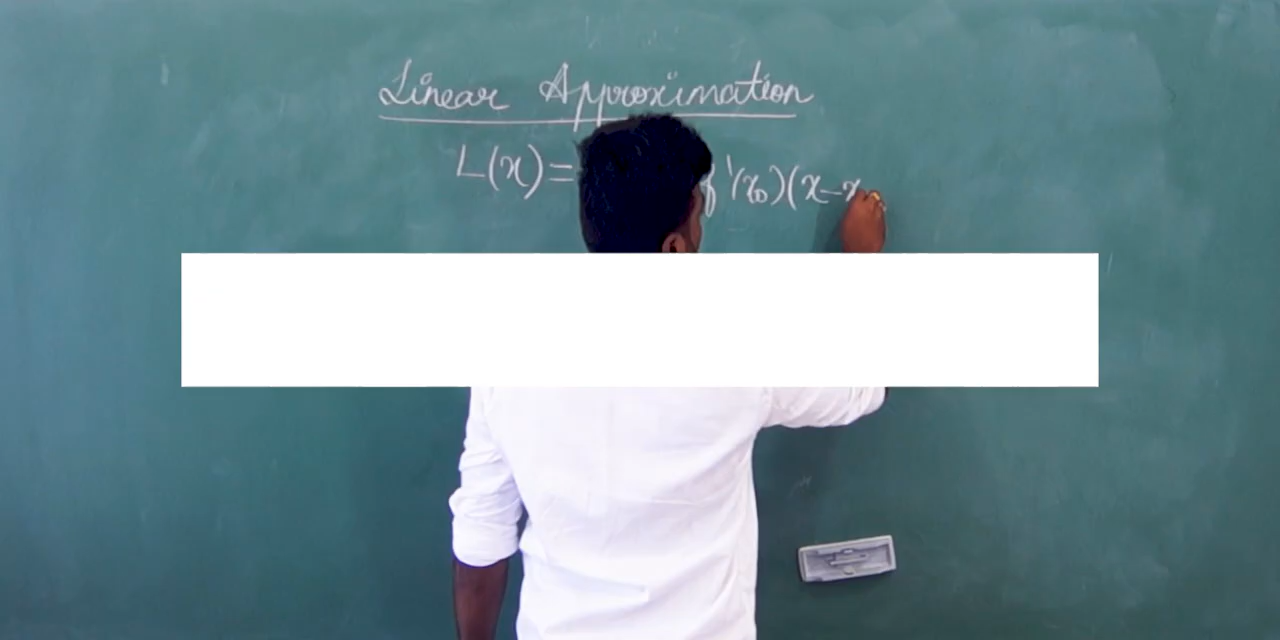 Linear Approximation
L(x)= f'(x0)(x-x